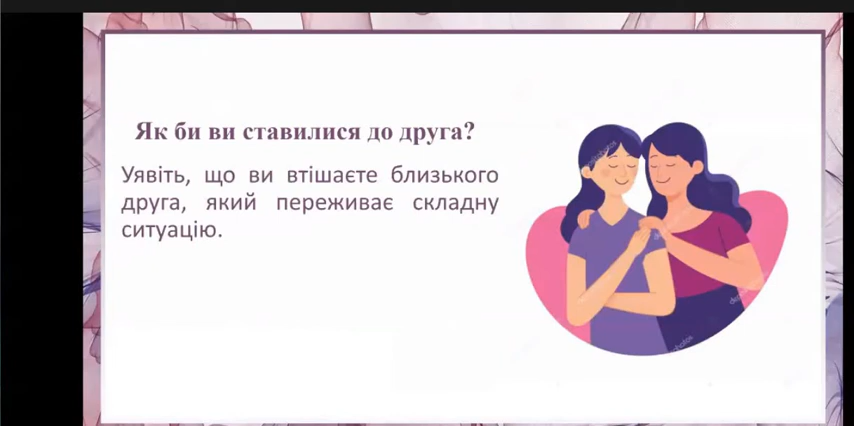 Як би ви ставилися до друга?
Уявіть, що ви втішаєте близького
друга, який переживає складну
ситуацію.